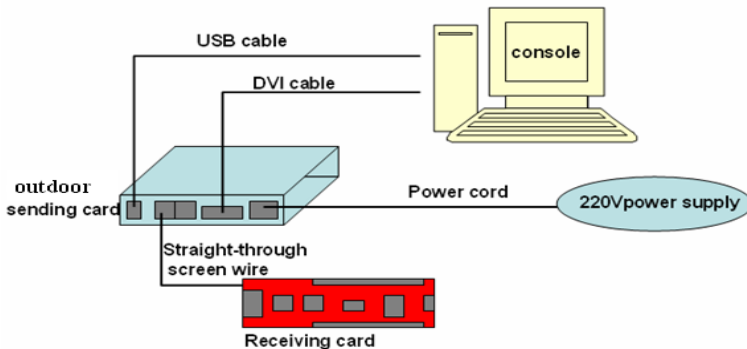 USB cable
console
DVI cable
outdoor
sending card
Power cord
220Vpower supply
Straight-through
screen wire
Receiving card